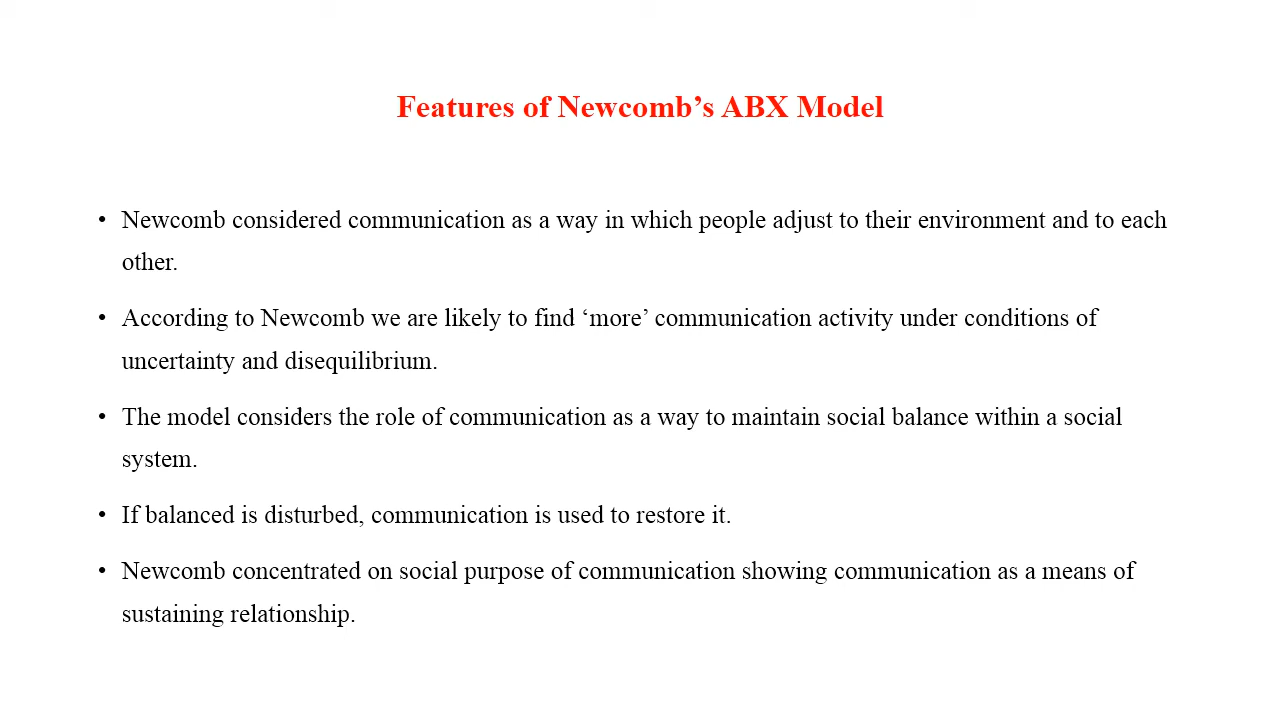 Features of Newcomb’s ABX Model
• Newcomb considered communication as a way in which people adjust to their environment and to each
other.
• According to Newcomb we are likely to find ‘more’ communication activity under conditions of
uncertainty and disequilibrium.
• The model considers the role of communication as a way to maintain social balance within a social
system.
• If balanced is disturbed, communication is used to restore it.
• Newcomb concentrated on social purpose of communication showing communication as a means of
sustaining relationship.